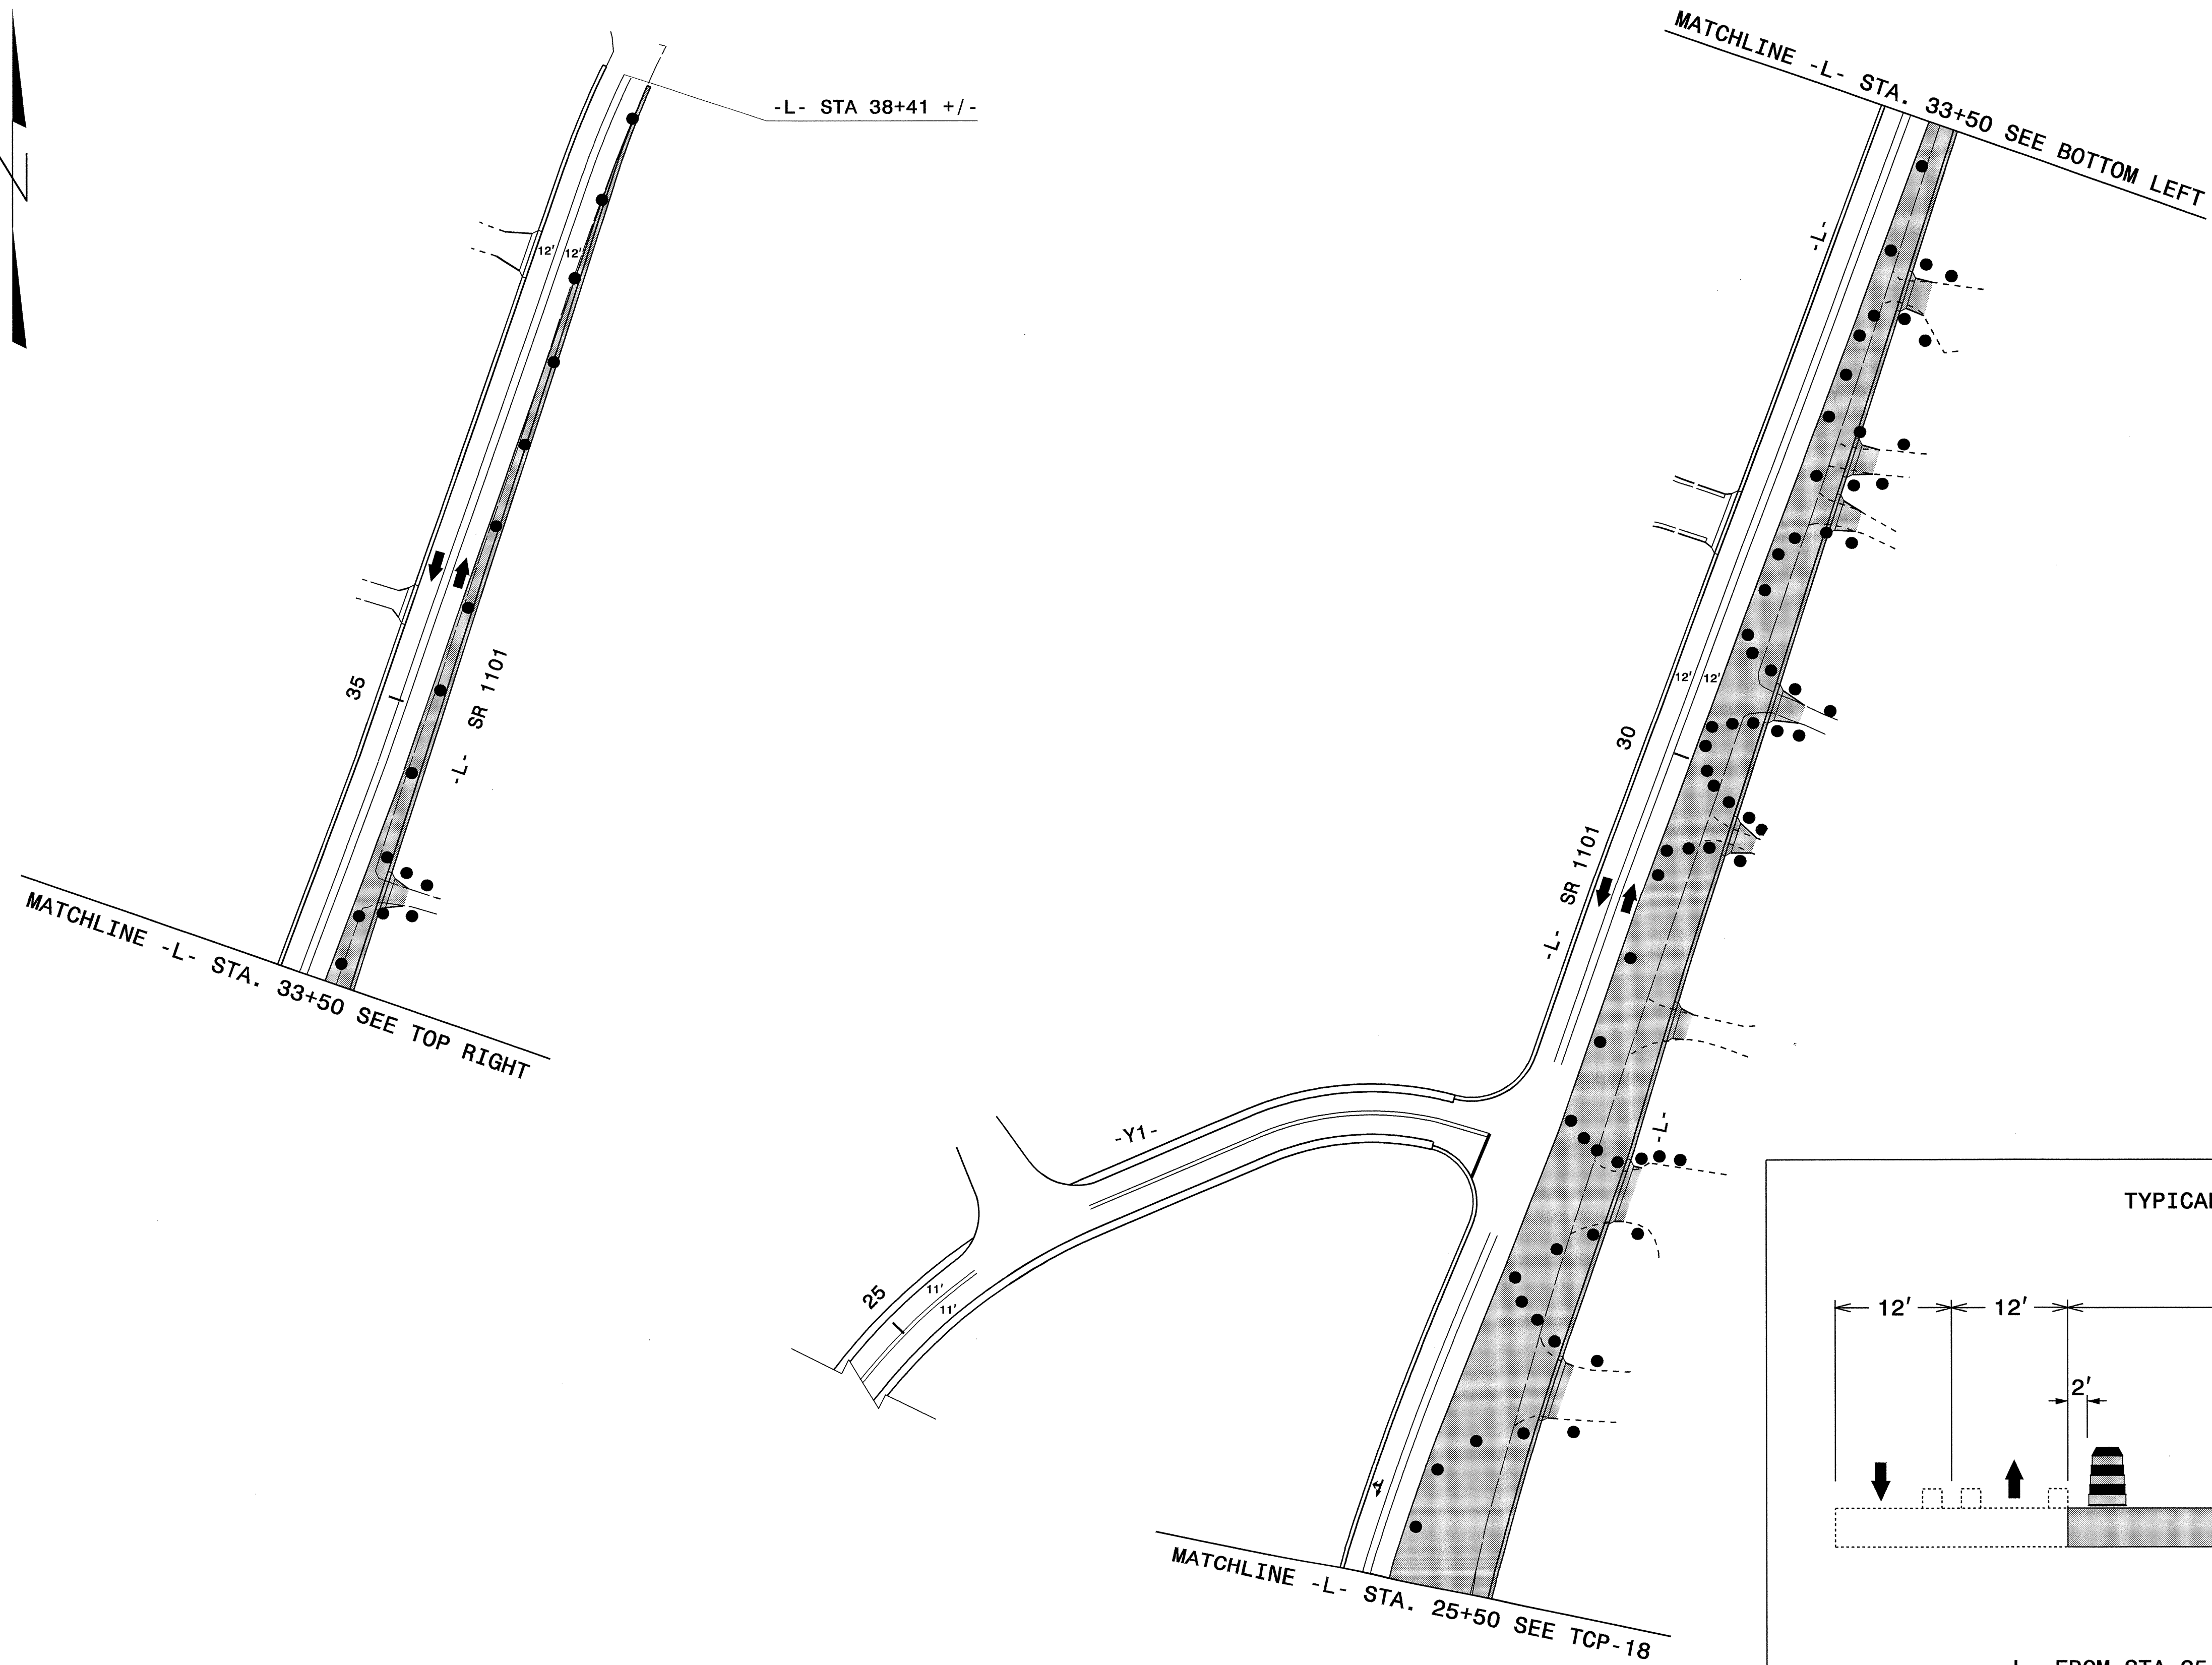 MATCHLINE -L- STA. 33+50 SEE BOTTOM LEFT
-L- STA 38+41 +/-
N
-L-
12' 12'
35
-L- SR 1101
12' 12'
30
-L- SR 1101
MATCHLINE -L- STA. 33+50 SEE TOP RIGHT
-Y1-
-L-
25
11'
11'
TYPICAL
12' 12'
2'
MATCHLINE -L- STA. 25+50 SEE TCP-18